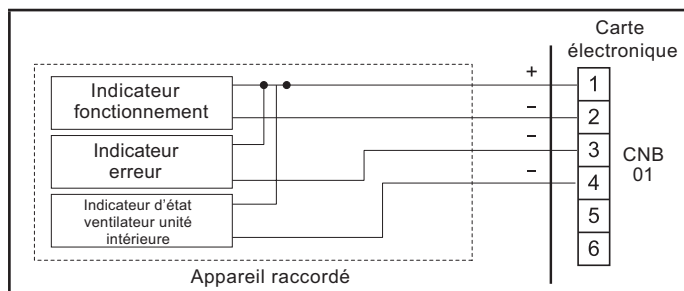 Carte
électronique
Indicateur
fonctionnement
Indicateur
erreur
Indicateur d'état
ventilateur unité
intérieure
+
–
–
–
1
2
3
4
5
6
CNB
01
Appareil raccordé